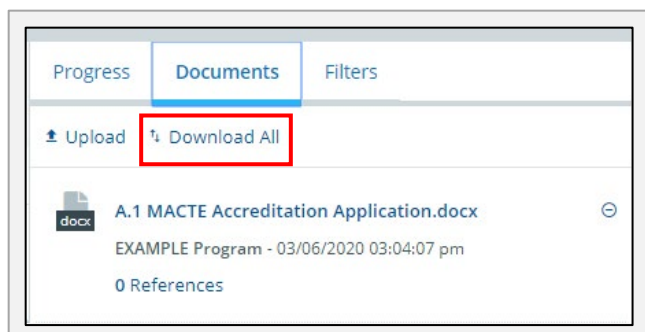 Progress Documents Filters
Upload Download All
docx
A.1 MACTE Accreditation Application.docx
EXAMPLE Program - 03/06/2020 03:04:07 pm
0 References